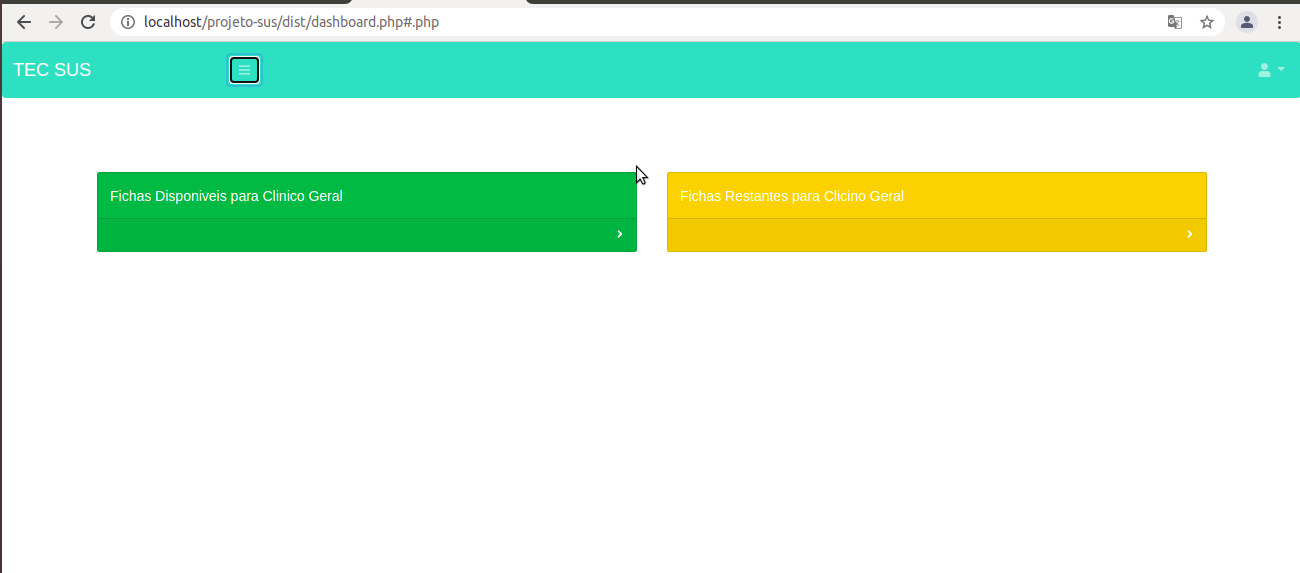 localhost/projeto-sus/dist/dashboard.php#.php
TEC SUS
Fichas Disponiveis para Clinico Geral
Fichas Restantes para Clicino Geral